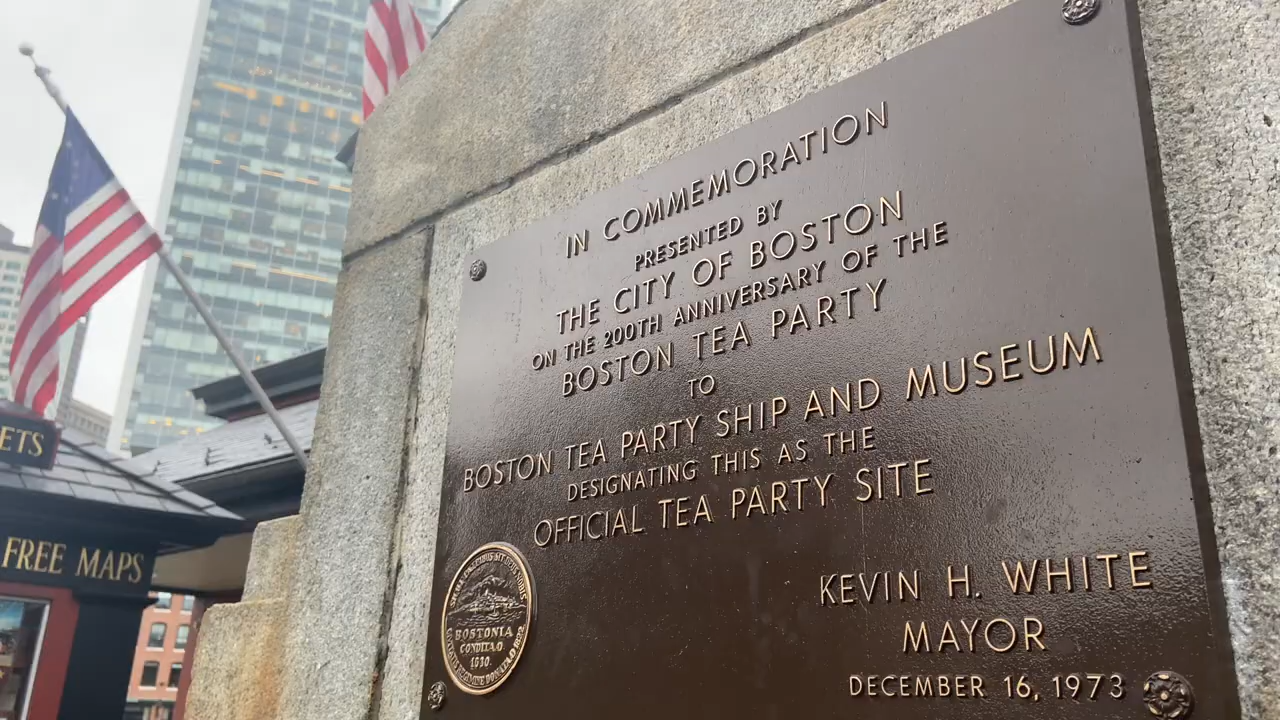 IN COMMEMORATION
PRESENTED BY
THE CITY OF BOSTON
ON THE 200TH ANNIVERSARY OF THE
BOSTON TEA PARTY
TO
BOSTON TEA PARTY SHIP AND MUSEUM
DESIGNATING THIS AS THE
OFFICIAL TEA PARTY SITE
KEVIN H. WHITE
MAYOR
DECEMBER 16, 1973
BOSTONIA
CONDITA A.D.
1630.
ETS
FREE MAPS